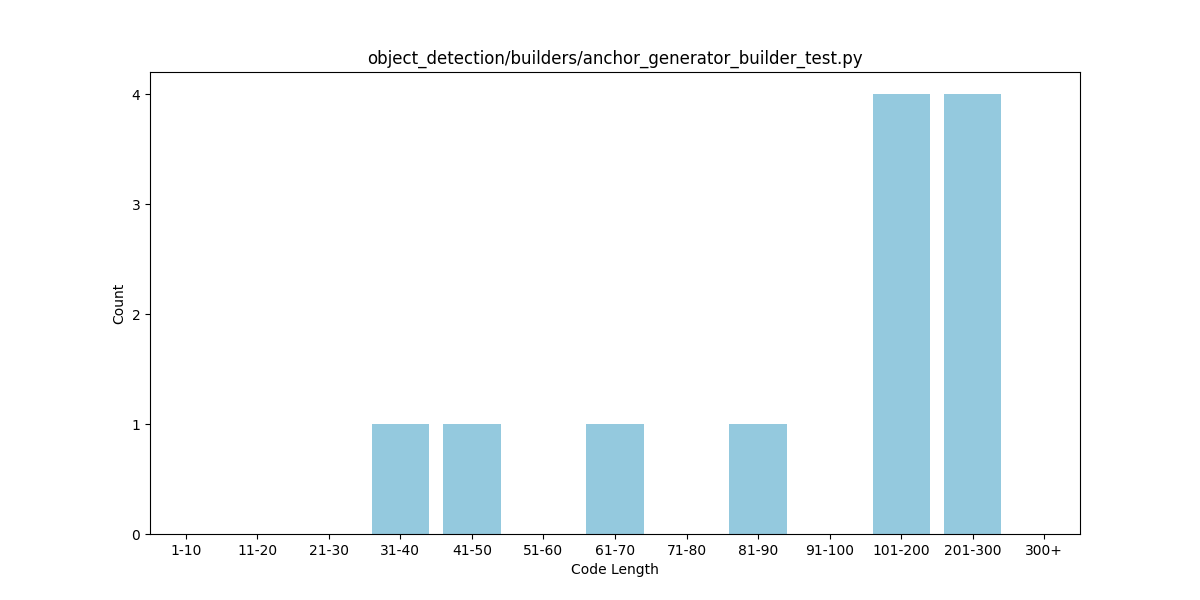 object_detection/builders/anchor_generator_builder_test.py
4
3
2
1
0
Count
1-10 11-20 21-30 31-40 41-50 51-60 61-70 71-80 81-90 91-100 101-200 201-300 300+
Code Length